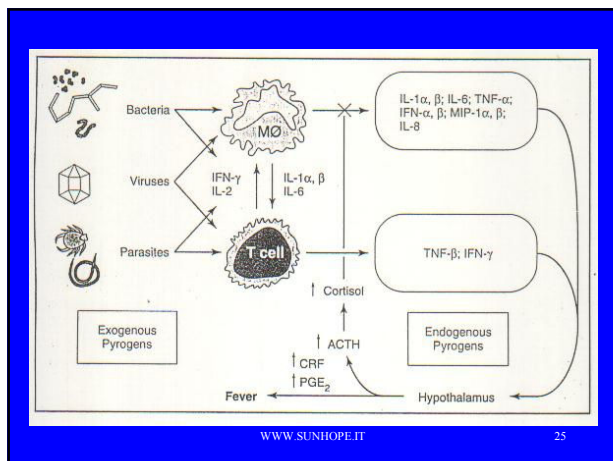 Bacteria
Viruses
Parasites
Exogenous
Pyrogens
MØ
IFN-γ
IL-2
IL-1α, β
IL-6
T cell
IL-1α, β; IL-6; TNF-α;
IFN-α, β; MIP-1α, β;
IL-8
TNF-β; IFN-γ
↑ Cortisol
↑ ACTH
↑ CRF
↑ PGE₂
Fever
Endogenous
Pyrogens
Hypothalamus
WWW.SUNHOPE.IT
25